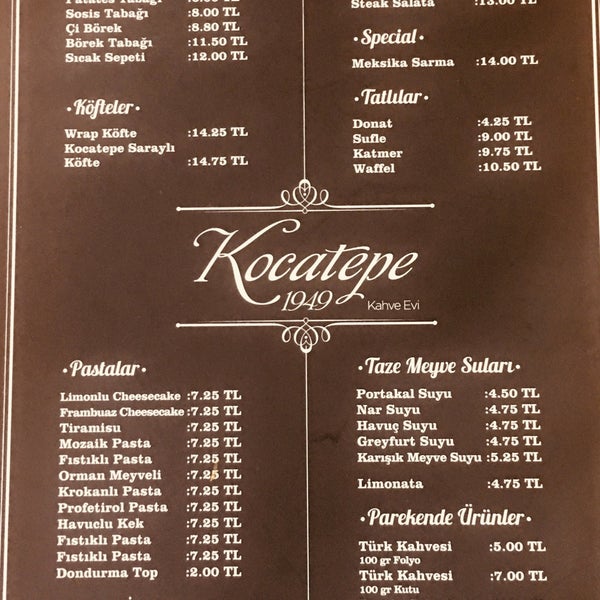 Sosis Tabağı :8.00 TL
Çi Börek :8.80 TL
Börek Tabağı :11.50 TL
Sıcak Sepeti :12.00 TL
·Köfteler·
Wrap Köfte :14.25 TL
Kocatepe Saraylı
Köfte :14.75 TL
Steak Salata :13.00 TL
·Special·
Meksika Sarma :14.00 TL
·Tatlılar·
Donat :4.25 TL
Sufle :9.00 TL
Katmer :9.75 TL
Waffel :10.50 TL
Kocatepe
1949 Kahve Evi
·Pastalar·
Limonlu Cheesecake :7.25 TL
Frambuaz Cheesecake :7.25 TL
Tiramisu :7.25 TL
Mozaik Pasta :7.25 TL
Fıstıklı Pasta :7.25 TL
Orman Meyveli :7.25 TL
Krokanlı Pasta :7.25 TL
Profetirol Pasta :7.25 TL
Havuclu Kek :7.25 TL
Fıstıklı Pasta :7.25 TL
Fıstıklı Pasta :7.25 TL
Dondurma Top :2.00 TL
·Taze Meyve Suları·
Portakal Suyu :4.50 TL
Nar Suyu :4.75 TL
Havuç Suyu :4.75 TL
Greyfurt Suyu :4.75 TL
Karışık Meyve Suyu :5.25 TL
Limonata :4.75 TL
·Parekende Ürünler·
Türk Kahvesi :5.00 TL
100 gr Folyo
Türk Kahvesi :7.00 TL
100 gr Kutu